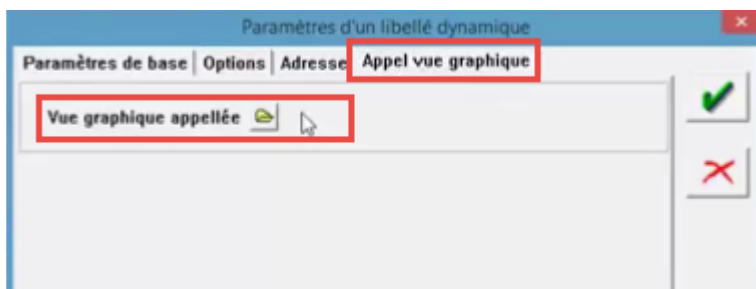 Paramètres d'un libellé dynamique
Paramètres de base Options Adresse Appel vue graphique
Vue graphique appellée